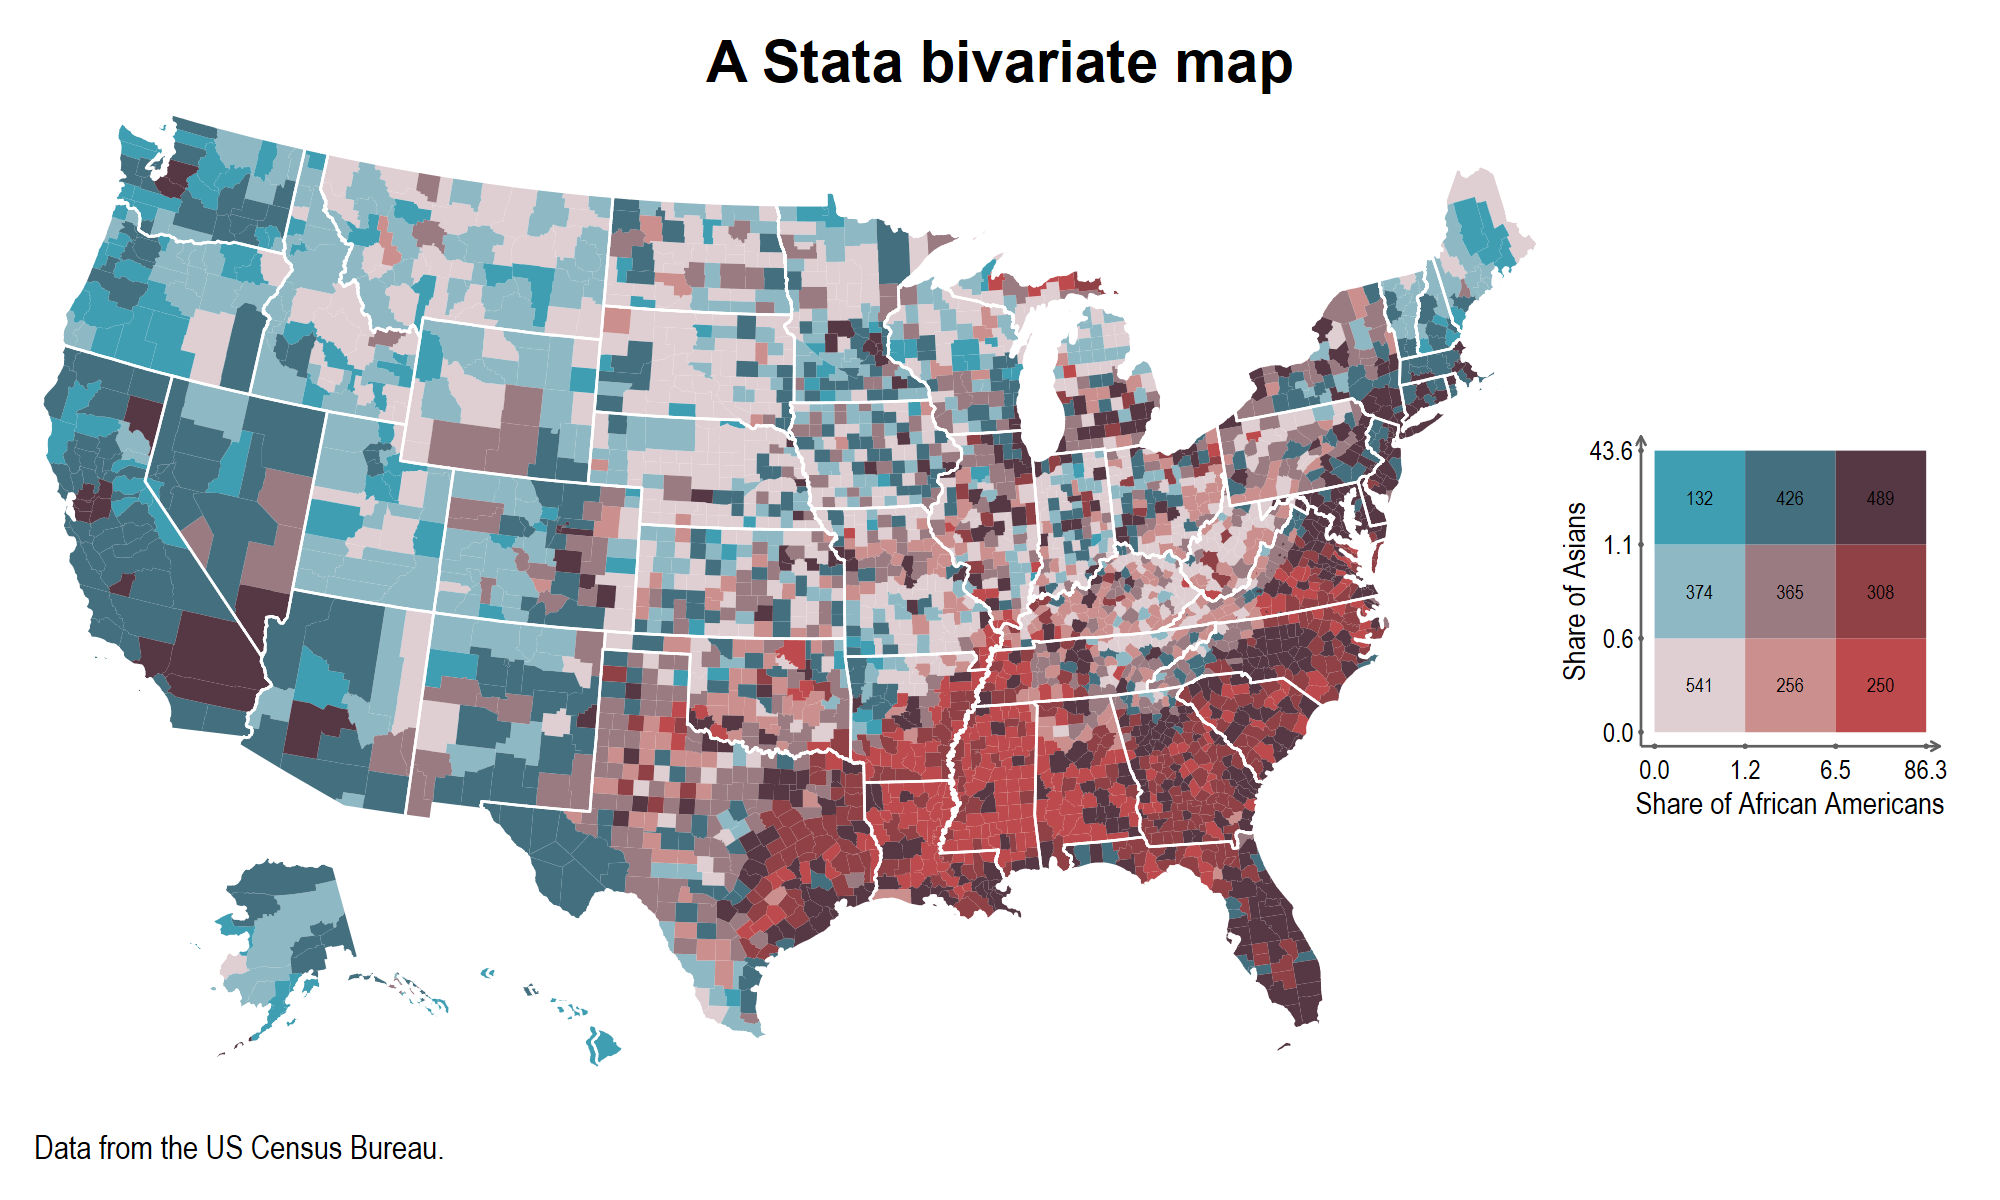 A Stata bivariate map
43.6
132 426 489
1.1
374 365 308
0.6
541 256 250
0.0
Share of Asians
0.0 1.2 6.5 86.3
Share of African Americans
Data from the US Census Bureau.